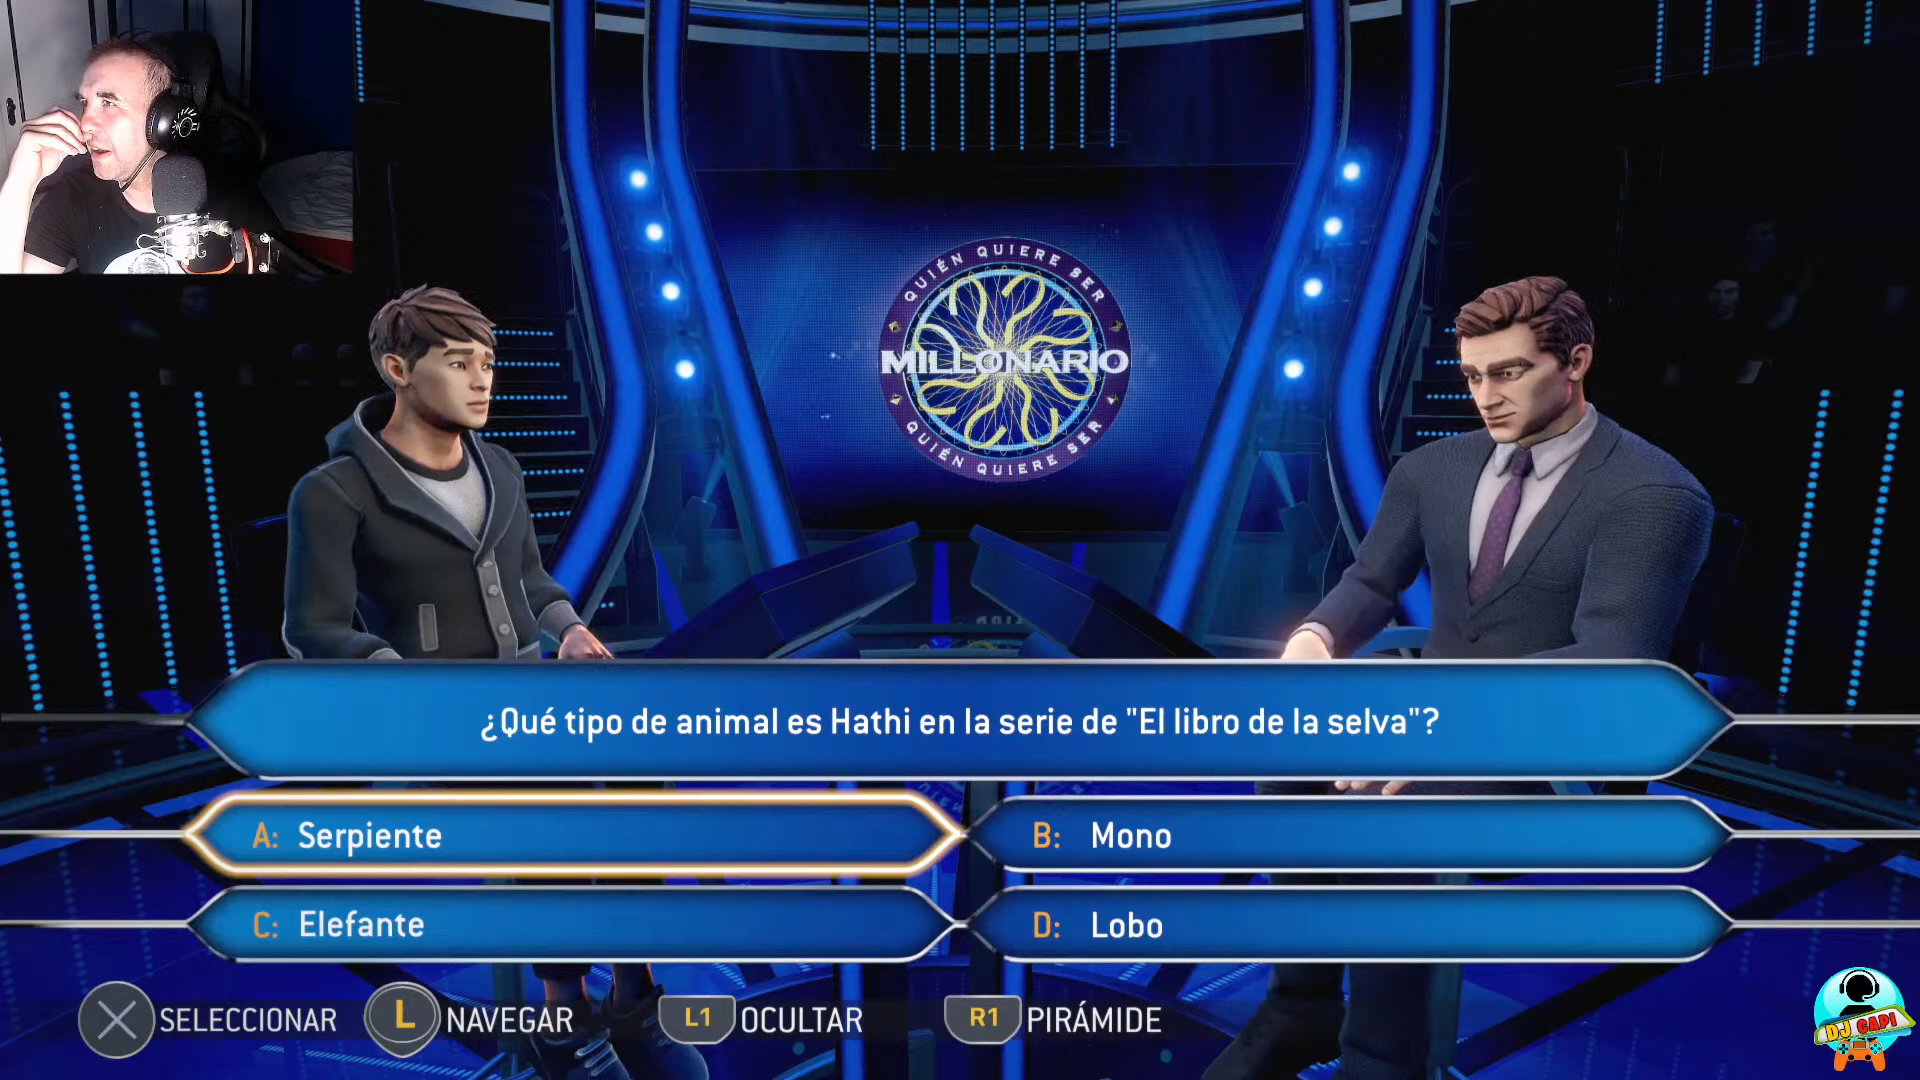 QUIÉN QUIERE SER
MILLONARIO
QUIÉN QUIERE SER
¿Qué tipo de animal es Hathi en la serie de "El libro de la selva"?
A: Serpiente
B: Mono
C: Elefante
D: Lobo
SELECCIONAR
L NAVEGAR
L1 OCULTAR
R1 PIRÁMIDE
DJ CAPI